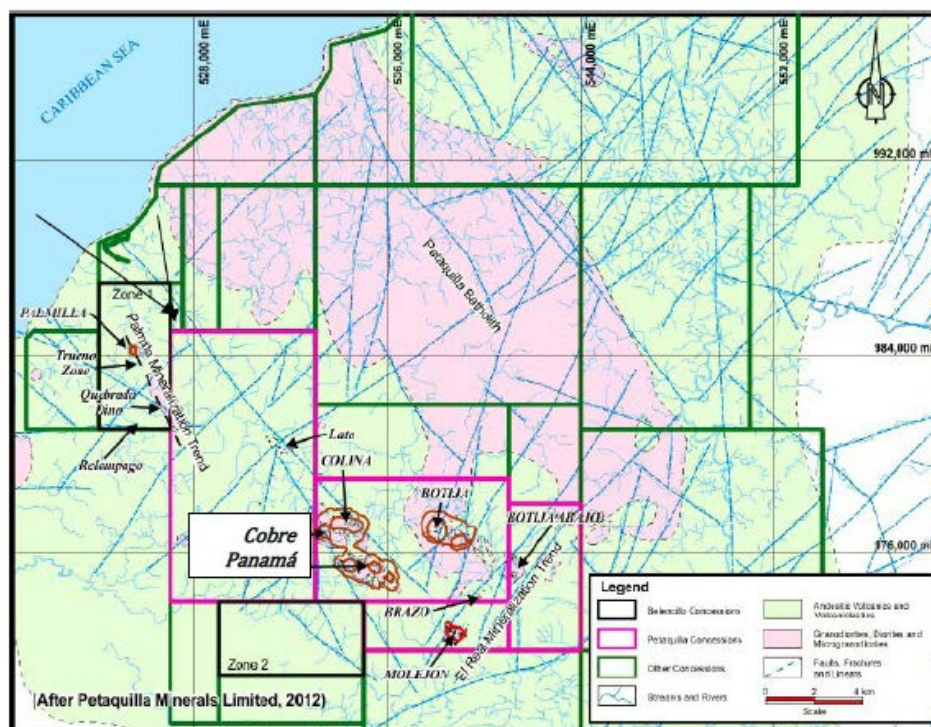 CARIBBEAN SEA
528,000 mE
536,000 mE
544,000 mE
552,000 mE
N
992,000 mN
Petaquilla Batholith
Zone 1
PALMILLA
Palmilla Mineralization Trend
984,000 mN
Trueno
Zone
Quebrada
Pino
Relampago
Late
COLINA
BOTIJA
BOTIJA ABAJO
Cobre
Panamá
976,000 mN
BRAZO
El Real Mineralization Trend
MOLEJON
Zone 2
(After Petaquilla Minerals Limited, 2012)
Legend
Belencillo Concessions
Petaquilla Concessions
Other Concessions
Streams and Rivers
Andesitic Volcanics and
Volcaniclastics
Granodiorites, Diorites and
Microgranodiorites
Faults, Fractures
and Linears
0 2 4 km
Scale